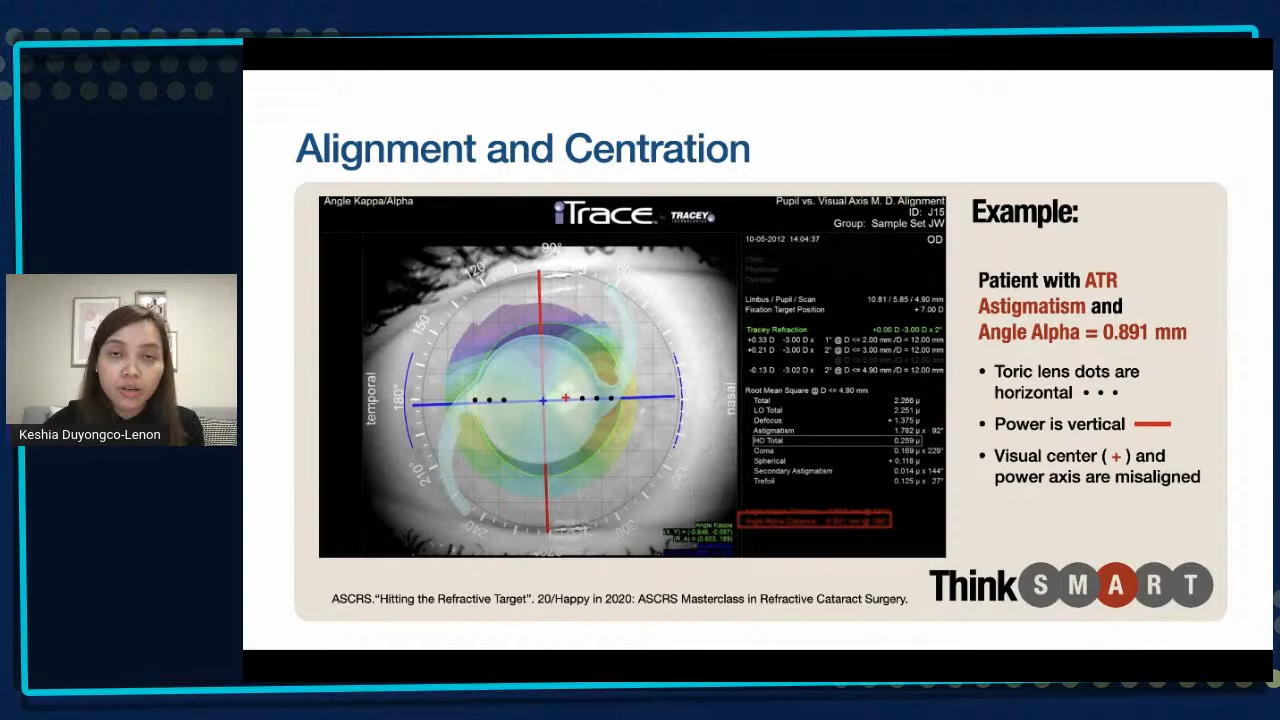 Alignment and Centration
Angle Kappa/Alpha
iTrace
by TRACEY
TECHNOLOGIES
Pupil vs. Visual Axis M. D. Alignment
ID: J15
Group: Sample Set JW
10-05-2012 14:04:37
OD
Clinic
Physician
Limbus / Pupil / Scan 10.81 / 5.85 / 4.90 mm
Fixation Target Position + 7.00 D
Tracey Refraction +0.00 D -3.00 D x 2°
+0.33 D -3.00 D x 1° @ D <= 2.00 mm /D = 12.00 mm
+0.21 D -3.00 D x 2° @ D <= 3.00 mm /D = 12.00 mm
-0.13 D -3.02 D x 2° @ D <= 4.90 mm /D = 12.00 mm
Root Mean Square @ D <= 4.90 mm
Total 2.266 µ
LO Total 2.251 µ
Defocus + 1.375 µ
Astigmatism 1.782 µ x 92°
HO Total 0.259 µ
Coma 0.169 µ x 229°
Spherical + 0.118 µ
Secondary Astigmatism 0.014 µ x 144°
Trefoil 0.125 µ x 27°
Angle Alpha Distance
90°
120°
150°
180°
210°
240°
270°
300°
temporal
nasal
Angle Kappa
Example:
Patient with ATR
Astigmatism and
Angle Alpha = 0.891 mm
• Toric lens dots are
horizontal • • •
• Power is vertical
• Visual center ( + ) and
power axis are misaligned
Keshia Duyongco-Lenon
ASCRS."Hitting the Refractive Target". 20/Happy in 2020: ASCRS Masterclass in Refractive Cataract Surgery.
Think SMART